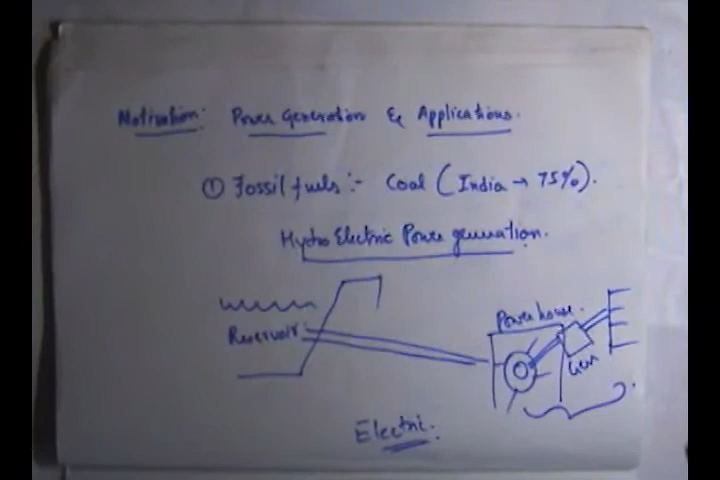 Motivation: Power Generation & Applications.
① Fossil fuels:- Coal (India → 75%).
Hydro Electric Power generation.
Reservoir
Power house.
Gen
Electric.